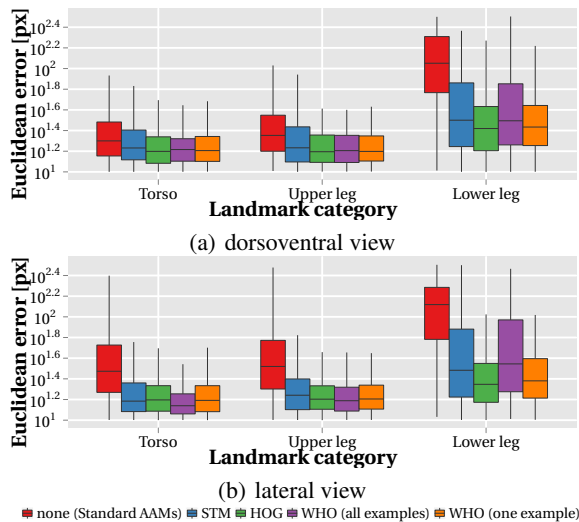 Euclidean error [px]
10^2.4
10^2.2
10^2
10^1.8
10^1.6
10^1.4
10^1.2
10^1
Torso Upper leg Lower leg
Landmark category
(a) dorsoventral view
Euclidean error [px]
10^2.4
10^2.2
10^2
10^1.8
10^1.6
10^1.4
10^1.2
10^1
Torso Upper leg Lower leg
Landmark category
(b) lateral view
none (Standard AAMs) STM HOG WHO (all examples) WHO (one example)